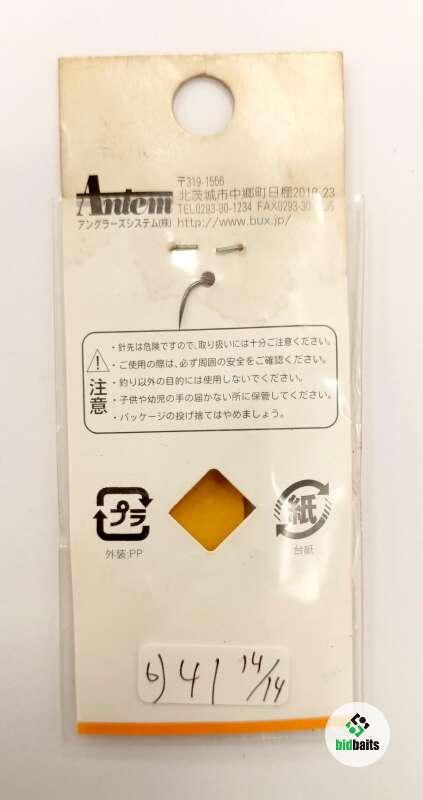 Antem
アングラーズシステム(株)
〒319-1556
北茨城市中郷町日棚2018-23
TEL.0293-30-1234 FAX0293-30
http://www.bux.jp/
注意
・針先は危険ですので、取り扱いには十分ご注意ください。
・ご使用の際は、必ず周囲の安全をご確認ください。
・釣り以外の目的には使用しないでください。
・子供や幼児の手の届かない所に保管してください。
・パッケージの投げ捨てはやめましょう。
プラ
外装:PP
紙
台紙
6) 41 14/14
bidbaits